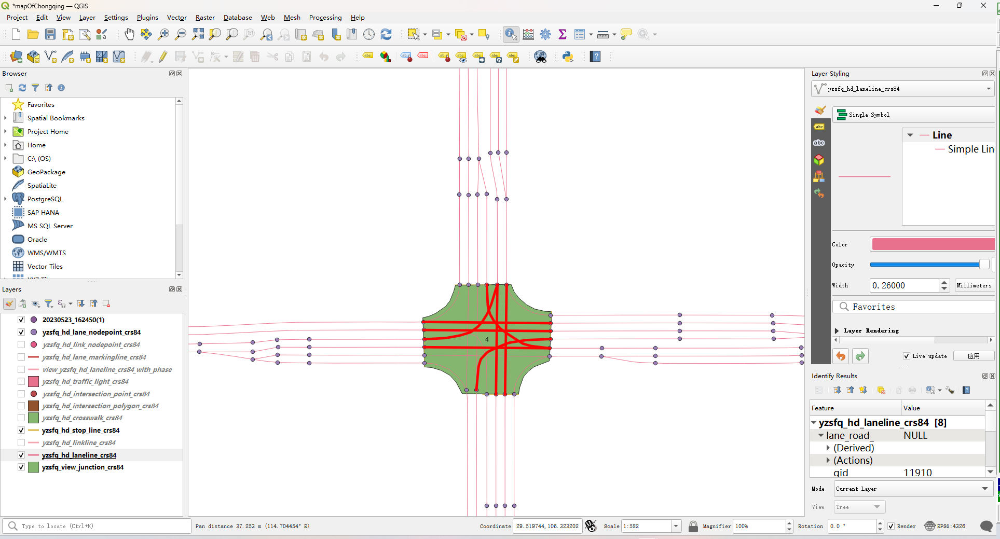 *mapOfChongqing — QGIS
Project Edit View Layer Settings Plugins Vector Raster Database Web Mesh Processing Help
Browser
Favorites
Spatial Bookmarks
Project Home
Home
C:\ (OS)
GeoPackage
SpatiaLite
PostgreSQL
SAP HANA
MS SQL Server
Oracle
WMS/WMTS
Vector Tiles
Layers
20230523_162450(1)
yzsfq_hd_lane_nodepoint_crs84
yzsfq_hd_link_nodepoint_crs84
yzsfq_hd_lane_markingline_crs84
view_yzsfq_hd_laneline_crs84_with_phase
yzsfq_hd_traffic_light_crs84
yzsfq_hd_intersection_point_crs84
yzsfq_hd_intersection_polygon_crs84
yzsfq_hd_crosswalk_crs84
yzsfq_hd_stop_line_crs84
yzsfq_hd_linkline_crs84
yzsfq_hd_laneline_crs84
yzsfq_view_junction_crs84
4
Layer Styling
yzsfq_hd_laneline_crs84
Single Symbol
Line
Simple Lin
Color
Opacity
Width 0.26000 Millimeters
Favorites
Layer Rendering
Live update 应用
Identify Results
Feature Value
yzsfq_hd_laneline_crs84 [8]
lane_road_ NULL
(Derived)
(Actions)
gid 11910
Mode Current Layer
View Tree
Type to locate (Ctrl+K) Pan distance 37.253 m (114.704454° E) Coordinate 29.519744,106.323202 Scale 1:582 Magnifier 100% Rotation 0.0 ° Render EPSG:4326